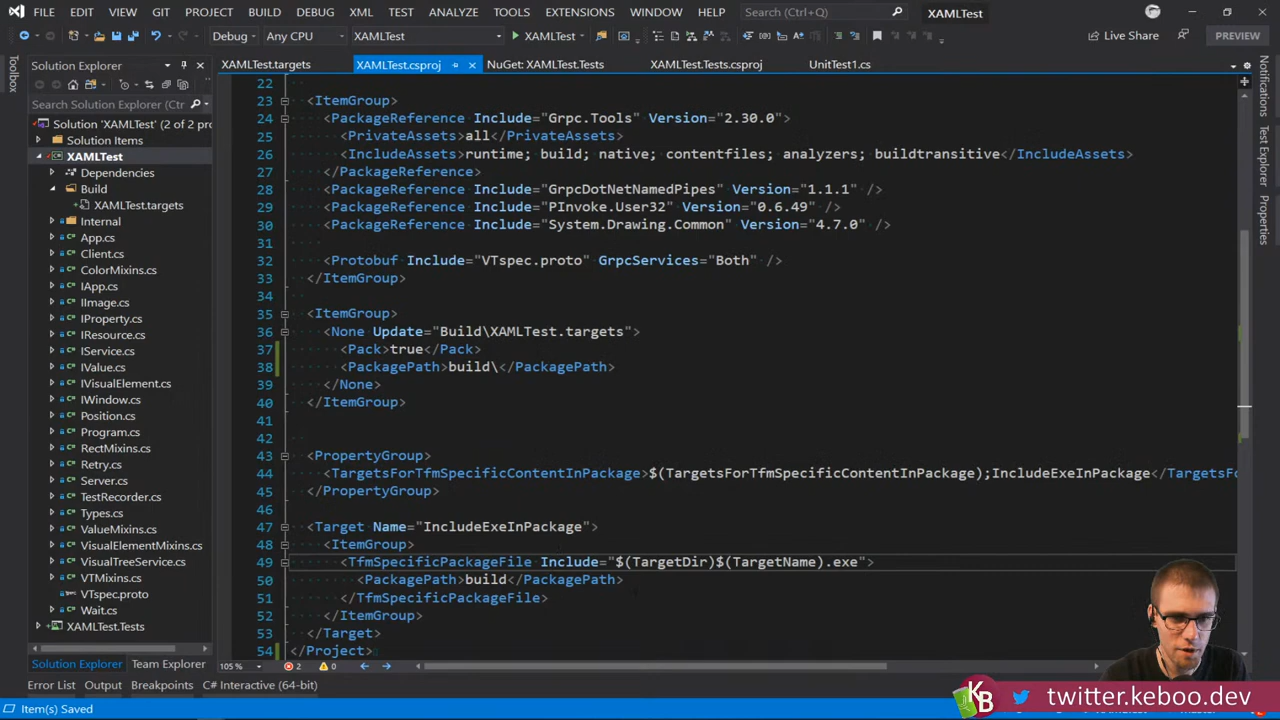 FILE EDIT VIEW GIT PROJECT BUILD DEBUG XML TEST ANALYZE TOOLS EXTENSIONS WINDOW HELP Search (Ctrl+Q) XAMLTest
Debug Any CPU XAMLTest XAMLTest Live Share PREVIEW
Toolbox
Solution Explorer
Search Solution Explorer (Ctrl+
Solution 'XAMLTest' (2 of 2 pro
Solution Items
XAMLTest
Dependencies
Build
XAMLTest.targets
Internal
App.cs
Client.cs
ColorMixins.cs
IApp.cs
IImage.cs
IProperty.cs
IResource.cs
IService.cs
IValue.cs
IVisualElement.cs
IWindow.cs
Position.cs
Program.cs
RectMixins.cs
Retry.cs
Server.cs
TestRecorder.cs
Types.cs
ValueMixins.cs
VisualElementMixins.cs
VisualTreeService.cs
VTMixins.cs
VTspec.proto
Wait.cs
XAMLTest.Tests
Solution Explorer Team Explorer
XAMLTest.targets XAMLTest.csproj NuGet: XAMLTest.Tests XAMLTest.Tests.csproj UnitTest1.cs
22
23 <ItemGroup>
24 <PackageReference Include="Grpc.Tools" Version="2.30.0">
25 <PrivateAssets>all</PrivateAssets>
26 <IncludeAssets>runtime; build; native; contentfiles; analyzers; buildtransitive</IncludeAssets>
27 </PackageReference>
28 <PackageReference Include="GrpcDotNetNamedPipes" Version="1.1.1" />
29 <PackageReference Include="PInvoke.User32" Version="0.6.49" />
30 <PackageReference Include="System.Drawing.Common" Version="4.7.0" />
31
32 <Protobuf Include="VTspec.proto" GrpcServices="Both" />
33 </ItemGroup>
34
35 <ItemGroup>
36 <None Update="Build\XAMLTest.targets">
37 <Pack>true</Pack>
38 <PackagePath>build\</PackagePath>
39 </None>
40 </ItemGroup>
41
42
43 <PropertyGroup>
44 <TargetsForTfmSpecificContentInPackage>$(TargetsForTfmSpecificContentInPackage);IncludeExeInPackage</TargetsFo
45 </PropertyGroup>
46
47 <Target Name="IncludeExeInPackage">
48 <ItemGroup>
49 <TfmSpecificPackageFile Include="$(TargetDir)$(TargetName).exe">
50 <PackagePath>build</PackagePath>
51 </TfmSpecificPackageFile>
52 </ItemGroup>
53 </Target>
54 </Project>
105 % 2 0
Notifications Test Explorer Properties
Error List Output Breakpoints C# Interactive (64-bit)
Item(s) Saved
KB twitter.keboo.dev